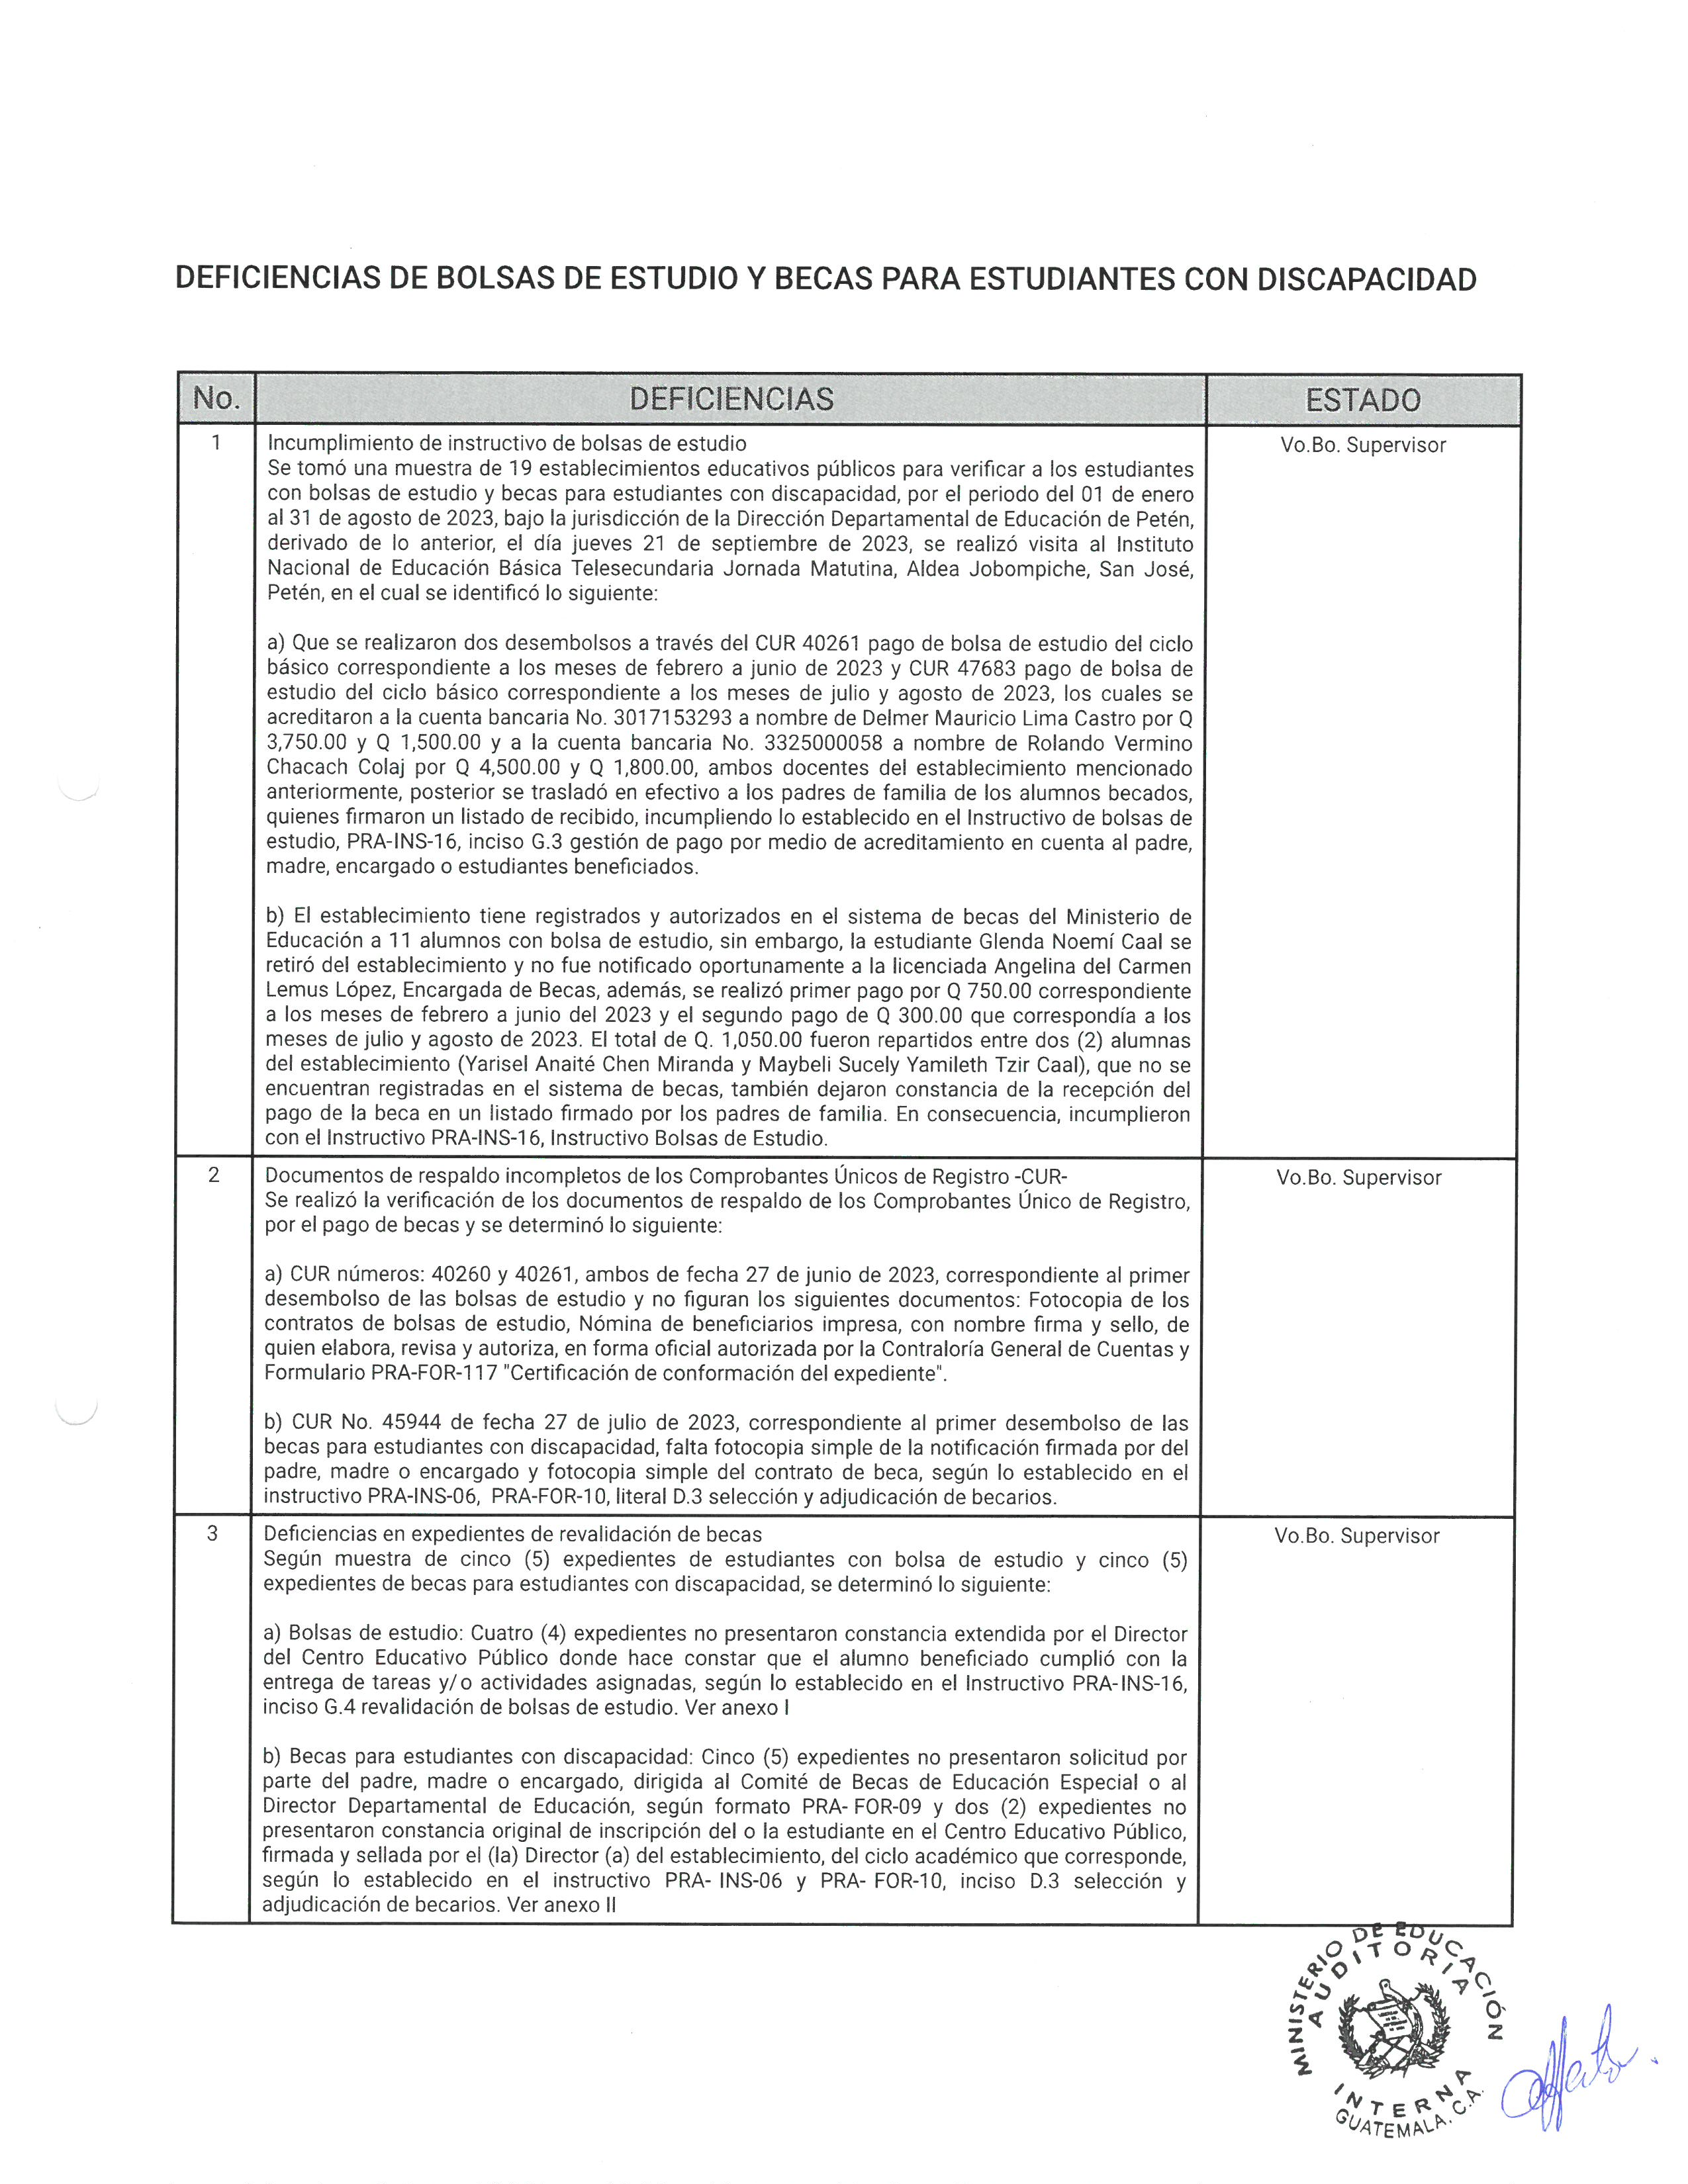 DEFICIENCIAS DE BOLSAS DE ESTUDIO Y BECAS PARA ESTUDIANTES CON DISCAPACIDAD
No. DEFICIENCIAS ESTADO
1 Incumplimiento de instructivo de bolsas de estudio Vo.Bo. Supervisor
Se tomó una muestra de 19 establecimientos educativos públicos para verificar a los estudiantes
con bolsas de estudio y becas para estudiantes con discapacidad, por el periodo del 01 de enero
al 31 de agosto de 2023, bajo la jurisdicción de la Dirección Departamental de Educación de Petén,
derivado de lo anterior, el día jueves 21 de septiembre de 2023, se realizó visita al Instituto
Nacional de Educación Básica Telesecundaria Jornada Matutina, Aldea Jobompiche, San José,
Petén, en el cual se identificó lo siguiente:
a) Que se realizaron dos desembolsos a través del CUR 40261 pago de bolsa de estudio del ciclo
básico correspondiente a los meses de febrero a junio de 2023 y CUR 47683 pago de bolsa de
estudio del ciclo básico correspondiente a los meses de julio y agosto de 2023, los cuales se
acreditaron a la cuenta bancaria No. 3017153293 a nombre de Delmer Mauricio Lima Castro por Q
3,750.00 y Q 1,500.00 y a la cuenta bancaria No. 3325000058 a nombre de Rolando Vermino
Chacach Colaj por Q 4,500.00 y Q 1,800.00, ambos docentes del establecimiento mencionado
anteriormente, posterior se trasladó en efectivo a los padres de familia de los alumnos becados,
quienes firmaron un listado de recibido, incumpliendo lo establecido en el Instructivo de bolsas de
estudio, PRA-INS-16, inciso G.3 gestión de pago por medio de acreditamiento en cuenta al padre,
madre, encargado o estudiantes beneficiados.
b) El establecimiento tiene registrados y autorizados en el sistema de becas del Ministerio de
Educación a 11 alumnos con bolsa de estudio, sin embargo, la estudiante Glenda Noemí Caal se
retiró del establecimiento y no fue notificado oportunamente a la licenciada Angelina del Carmen
Lemus López, Encargada de Becas, además, se realizó primer pago por Q 750.00 correspondiente
a los meses de febrero a junio del 2023 y el segundo pago de Q 300.00 que correspondía a los
meses de julio y agosto de 2023. El total de Q. 1,050.00 fueron repartidos entre dos (2) alumnas
del establecimiento (Yarisel Anaité Chen Miranda y Maybeli Sucely Yamileth Tzir Caal), que no se
encuentran registradas en el sistema de becas, también dejaron constancia de la recepción del
pago de la beca en un listado firmado por los padres de familia. En consecuencia, incumplieron
con el Instructivo PRA-INS-16, Instructivo Bolsas de Estudio.
2 Documentos de respaldo incompletos de los Comprobantes Únicos de Registro -CUR- Vo.Bo. Supervisor
Se realizó la verificación de los documentos de respaldo de los Comprobantes Único de Registro,
por el pago de becas y se determinó lo siguiente:
a) CUR números: 40260 y 40261, ambos de fecha 27 de junio de 2023, correspondiente al primer
desembolso de las bolsas de estudio y no figuran los siguientes documentos: Fotocopia de los
contratos de bolsas de estudio, Nómina de beneficiarios impresa, con nombre firma y sello, de
quien elabora, revisa y autoriza, en forma oficial autorizada por la Contraloría General de Cuentas y
Formulario PRA-FOR-117 "Certificación de conformación del expediente".
b) CUR No. 45944 de fecha 27 de julio de 2023, correspondiente al primer desembolso de las
becas para estudiantes con discapacidad, falta fotocopia simple de la notificación firmada por del
padre, madre o encargado y fotocopia simple del contrato de beca, según lo establecido en el
instructivo PRA-INS-06, PRA-FOR-10, literal D.3 selección y adjudicación de becarios.
3 Deficiencias en expedientes de revalidación de becas Vo.Bo. Supervisor
Según muestra de cinco (5) expedientes de estudiantes con bolsa de estudio y cinco (5)
expedientes de becas para estudiantes con discapacidad, se determinó lo siguiente:
a) Bolsas de estudio: Cuatro (4) expedientes no presentaron constancia extendida por el Director
del Centro Educativo Público donde hace constar que el alumno beneficiado cumplió con la
entrega de tareas y/o actividades asignadas, según lo establecido en el Instructivo PRA-INS-16,
inciso G.4 revalidación de bolsas de estudio. Ver anexo I
b) Becas para estudiantes con discapacidad: Cinco (5) expedientes no presentaron solicitud por
parte del padre, madre o encargado, dirigida al Comité de Becas de Educación Especial o al
Director Departamental de Educación, según formato PRA- FOR-09 y dos (2) expedientes no
presentaron constancia original de inscripción del o la estudiante en el Centro Educativo Público,
firmada y sellada por el (la) Director (a) del establecimiento, del ciclo académico que corresponde,
según lo establecido en el instructivo PRA- INS-06 y PRA- FOR-10, inciso D.3 selección y
adjudicación de becarios. Ver anexo II
MINISTERIO DE EDUCACIÓN
AUDITORIA
INTERNA
GUATEMALA, C.A.